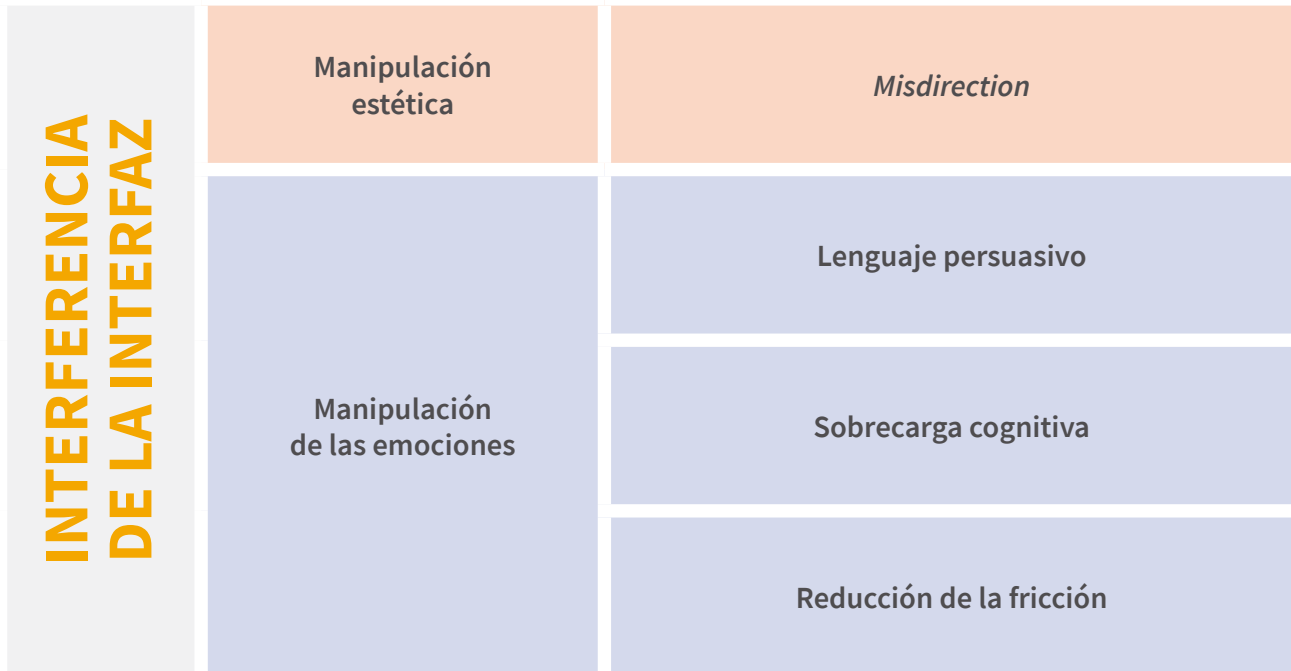 INTERFERENCIA
DE LA INTERFAZ
Manipulación
estética
Misdirection
Manipulación
de las emociones
Lenguaje persuasivo
Sobrecarga cognitiva
Reducción de la fricción